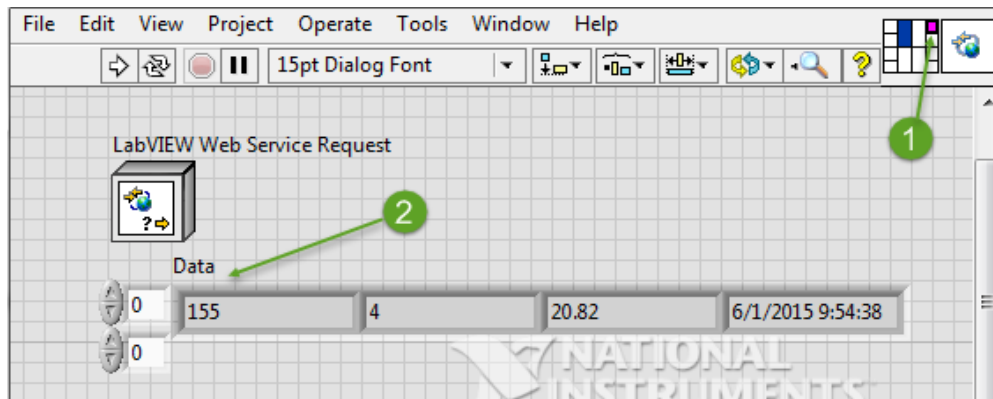 File Edit View Project Operate Tools Window Help
15pt Dialog Font
?
1
LabVIEW Web Service Request
?
2
Data
0 155 4 20.82 6/1/2015 9:54:38
0
NATIONAL
INSTRUMENTS